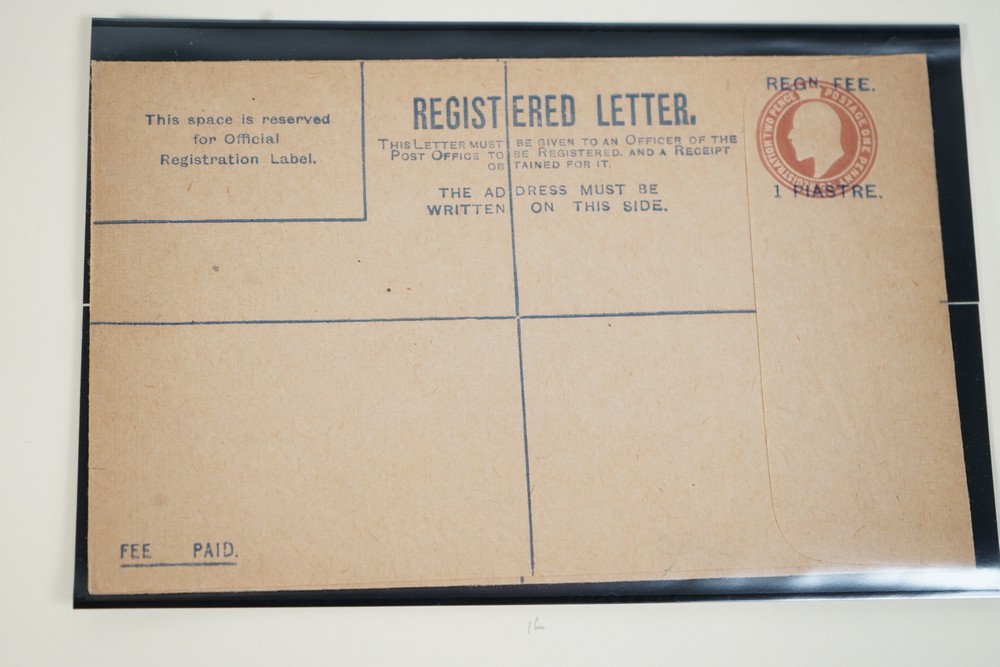 This space is reserved
for Official
Registration Label.
REGISTERED LETTER.
THIS LETTER MUST BE GIVEN TO AN OFFICER OF THE
POST OFFICE TO BE REGISTERED, AND A RECEIPT
OBTAINED FOR IT.
THE ADDRESS MUST BE
WRITTEN ON THIS SIDE.
REGN FEE.
POSTAGE ONE PENNY
REGISTRATION TWO PENCE
1 PIASTRE.
FEE PAID.